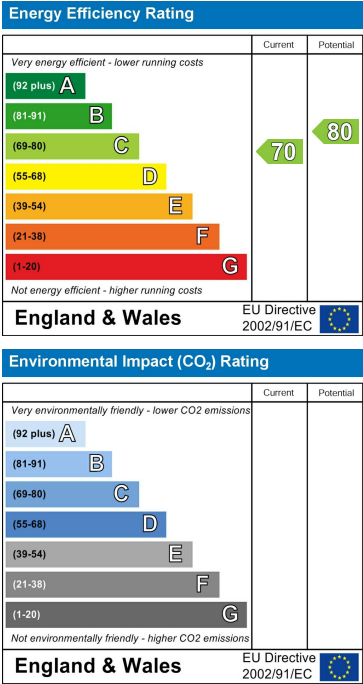 Energy Efficiency Rating
Current Potential
Very energy efficient - lower running costs
(92 plus) A
(81-91) B
(69-80) C
(55-68) D
(39-54) E
(21-38) F
(1-20) G
70
80
Not energy efficient - higher running costs
England & Wales
EU Directive
2002/91/EC
Environmental Impact (CO₂) Rating
Current Potential
Very environmentally friendly - lower CO2 emissions
(92 plus) A
(81-91) B
(69-80) C
(55-68) D
(39-54) E
(21-38) F
(1-20) G
Not environmentally friendly - higher CO2 emissions
England & Wales
EU Directive
2002/91/EC